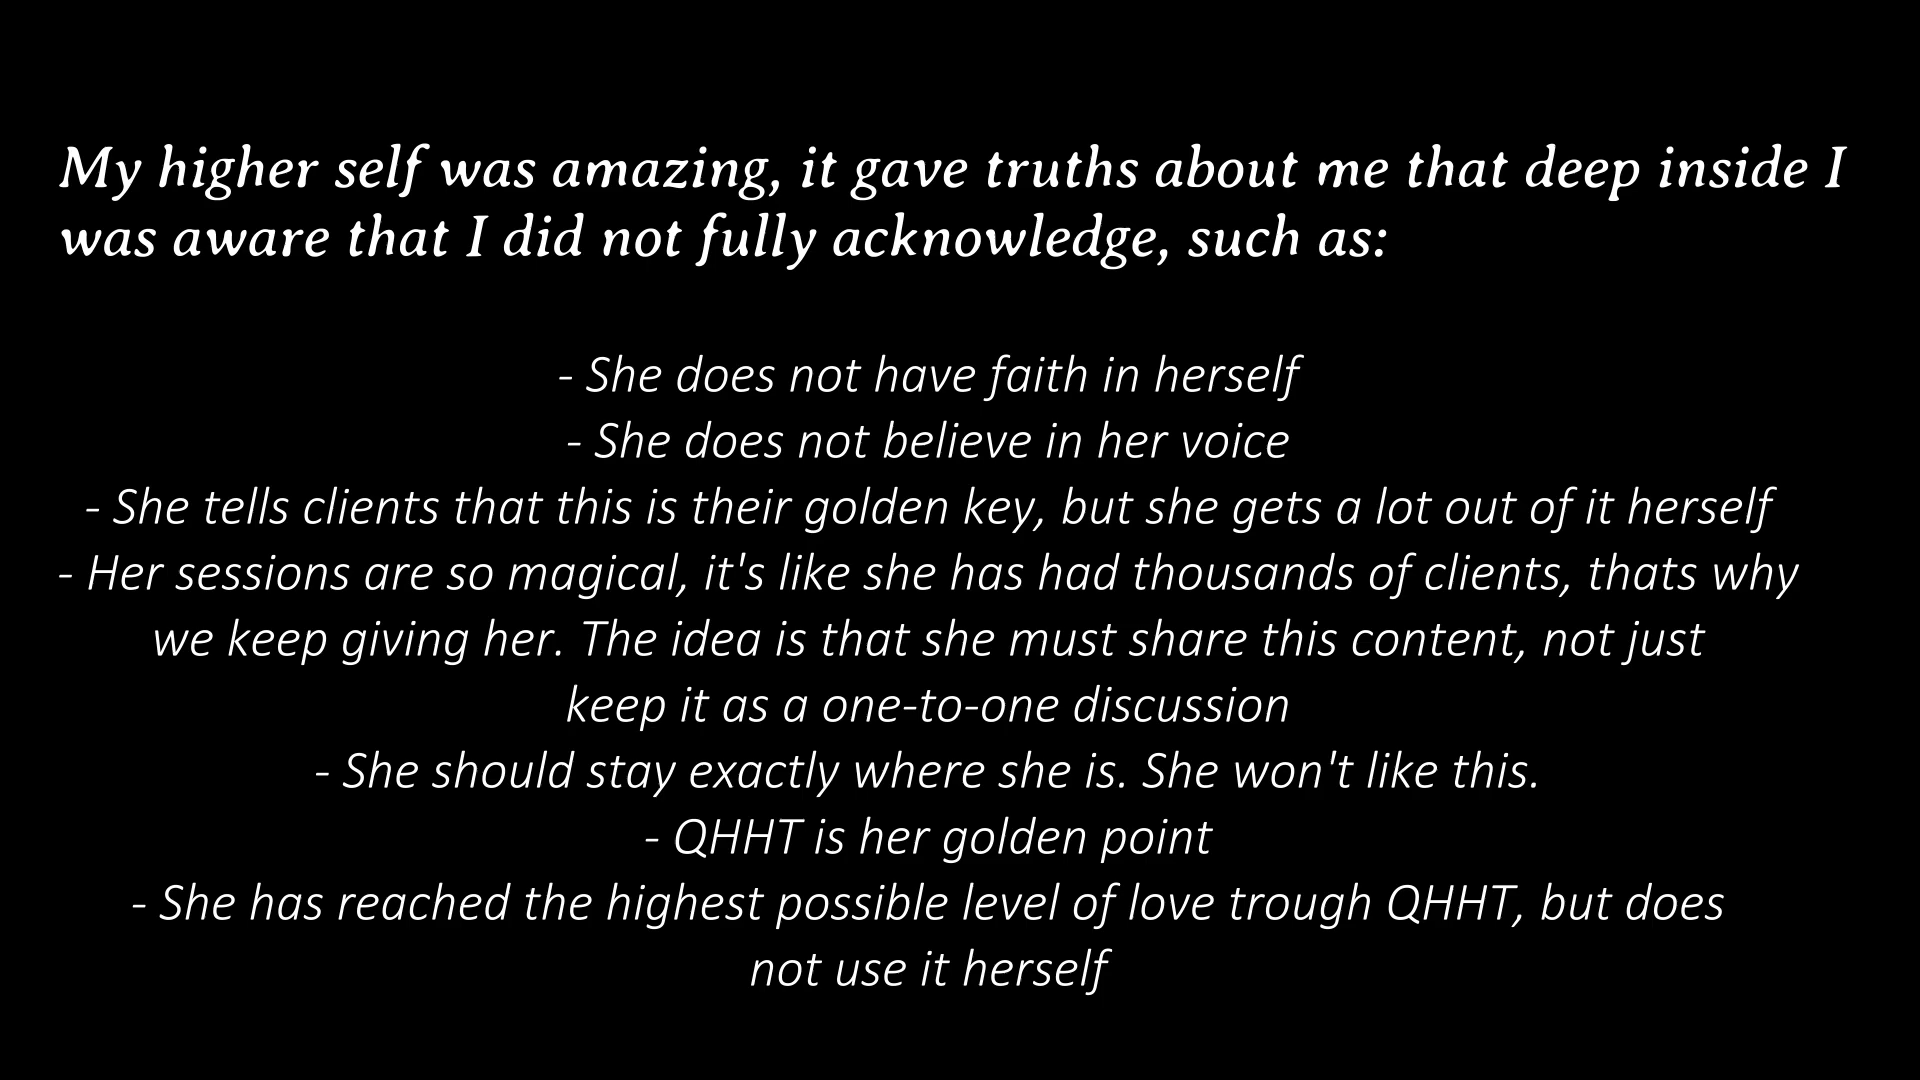 My higher self was amazing, it gave truths about me that deep inside I
was aware that I did not fully acknowledge, such as:
- She does not have faith in herself
- She does not believe in her voice
- She tells clients that this is their golden key, but she gets a lot out of it herself
- Her sessions are so magical, it's like she has had thousands of clients, thats why
we keep giving her. The idea is that she must share this content, not just
keep it as a one-to-one discussion
- She should stay exactly where she is. She won't like this.
- QHHT is her golden point
- She has reached the highest possible level of love trough QHHT, but does
not use it herself